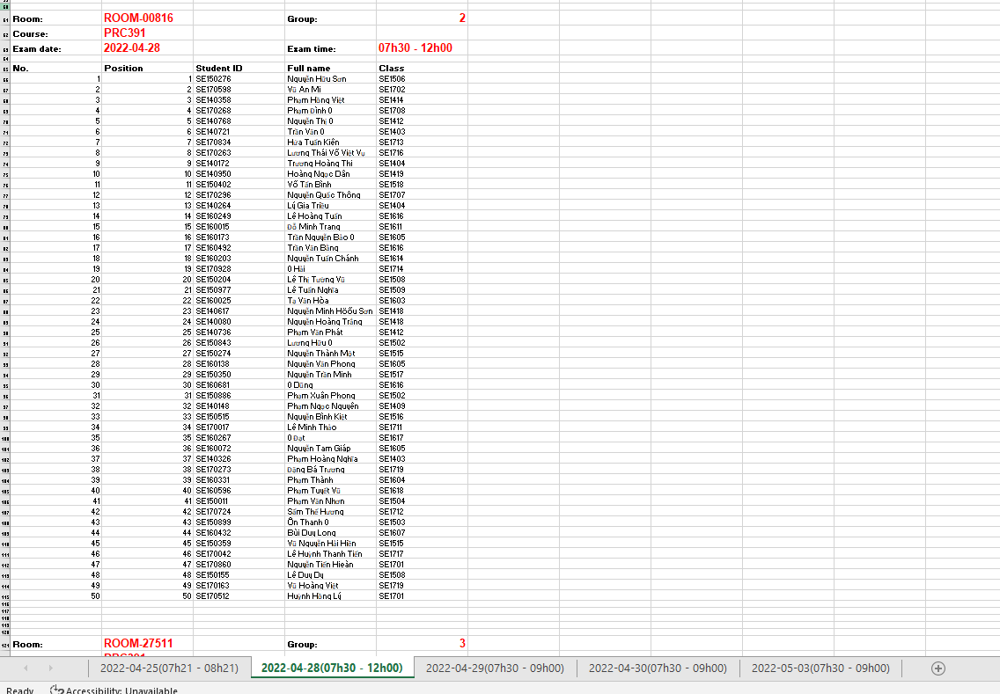 Room: ROOM-00816 Group: 2
Course: PRC391
Exam date: 2022-04-28 Exam time: 07h30 - 12h00
No. Position Student ID Full name Class
1 1 SE150276 Nguyễn Hữu Sơn SE1506
2 2 SE170598 Vũ An Mi SE1702
3 3 SE140358 Phạm Hồng Việt SE1414
4 4 SE170268 Phạm Đình 0 SE1708
5 5 SE140768 Nguyễn Thị 0 SE1412
6 6 SE140721 Trần Văn 0 SE1403
7 7 SE170834 Hứa Tuấn Kiên SE1713
8 8 SE170263 Lương Thái Võ Việt Vu SE1716
9 9 SE140172 Trương Hoàng Thi SE1404
10 10 SE140950 Hoàng Ngọc Dân SE1419
11 11 SE150402 Võ Tấn Bình SE1518
12 12 SE170296 Nguyễn Quốc Thông SE1707
13 13 SE140264 Lý Gia Triều SE1404
14 14 SE160249 Lê Hoàng Tuấn SE1616
15 15 SE160015 Đỗ Minh Trang SE1611
16 16 SE160173 Trần Nguyễn Bảo 0 SE1605
17 17 SE160492 Trần Văn Bằng SE1616
18 18 SE160203 Nguyễn Tuấn Chánh SE1614
19 19 SE170928 0 Hải SE1714
20 20 SE150204 Lê Thị Tường Vũ SE1508
21 21 SE150977 Lê Tuấn Nghĩa SE1509
22 22 SE160025 Tạ Văn Hòa SE1603
23 23 SE140617 Nguyễn Minh Höõu Sơn SE1418
24 24 SE140080 Nguyễn Hoàng Trắng SE1418
25 25 SE140736 Phạm Văn Phát SE1412
26 26 SE150843 Lương Hữu 0 SE1502
27 27 SE150274 Nguyễn Thành Một SE1515
28 28 SE160138 Nguyễn Văn Phong SE1605
29 29 SE150350 Nguyễn Trần Minh SE1517
30 30 SE160681 0 Dũng SE1616
31 31 SE150886 Phạm Xuân Phong SE1502
32 32 SE140148 Phạm Ngọc Nguyên SE1409
33 33 SE150515 Nguyễn Bình Kiệt SE1516
34 34 SE170017 Lê Minh Thảo SE1711
35 35 SE160267 0 Đạt SE1617
36 36 SE160072 Nguyễn Tam Giáp SE1605
37 37 SE140326 Phạm Hoàng Nghĩa SE1403
38 38 SE170273 Đặng Bá Trương SE1719
39 39 SE160331 Phạm Thành SE1604
40 40 SE160596 Phạm Tuyết Vũ SE1618
41 41 SE150011 Phạm Văn Nhơn SE1504
42 42 SE170724 Sầm Thế Hương SE1712
43 43 SE150899 Ôn Thanh 0 SE1503
44 44 SE160432 Bùi Duy Long SE1607
45 45 SE150359 Vũ Nguyễn Hải Hiền SE1515
46 46 SE170042 Lê Huỳnh Thanh Tiến SE1717
47 47 SE170860 Nguyễn Tiến Hieàn SE1701
48 48 SE150155 Lê Duy Dy SE1508
49 49 SE170163 Vũ Hoàng Việt SE1719
50 50 SE170512 Huỳnh Hồng Lý SE1701
Room: ROOM-27511 Group: 3
PRC391
2022-04-25(07h21 - 08h21) 2022-04-28(07h30 - 12h00) 2022-04-29(07h30 - 09h00) 2022-04-30(07h30 - 09h00) 2022-05-03(07h30 - 09h00)
Ready Accessibility: Unavailable